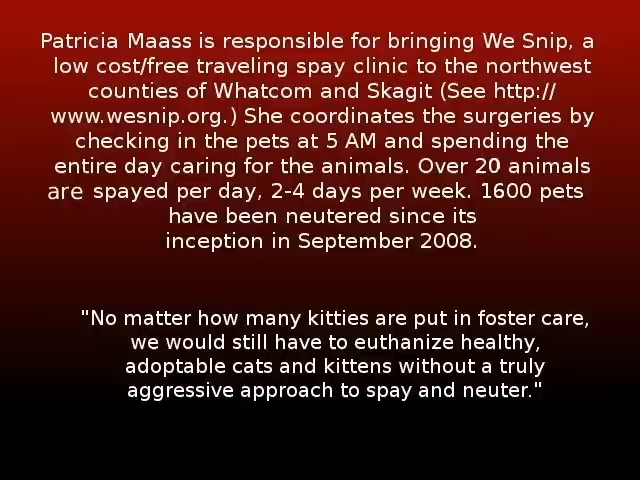 Patricia Maass is responsible for bringing We Snip, a
low cost/free traveling spay clinic to the northwest
counties of Whatcom and Skagit (See http://
www.wesnip.org.) She coordinates the surgeries by
checking in the pets at 5 AM and spending the
entire day caring for the animals. Over 20 animals
are spayed per day, 2-4 days per week. 1600 pets
have been neutered since its
inception in September 2008.
"No matter how many kitties are put in foster care,
we would still have to euthanize healthy,
adoptable cats and kittens without a truly
aggressive approach to spay and neuter."